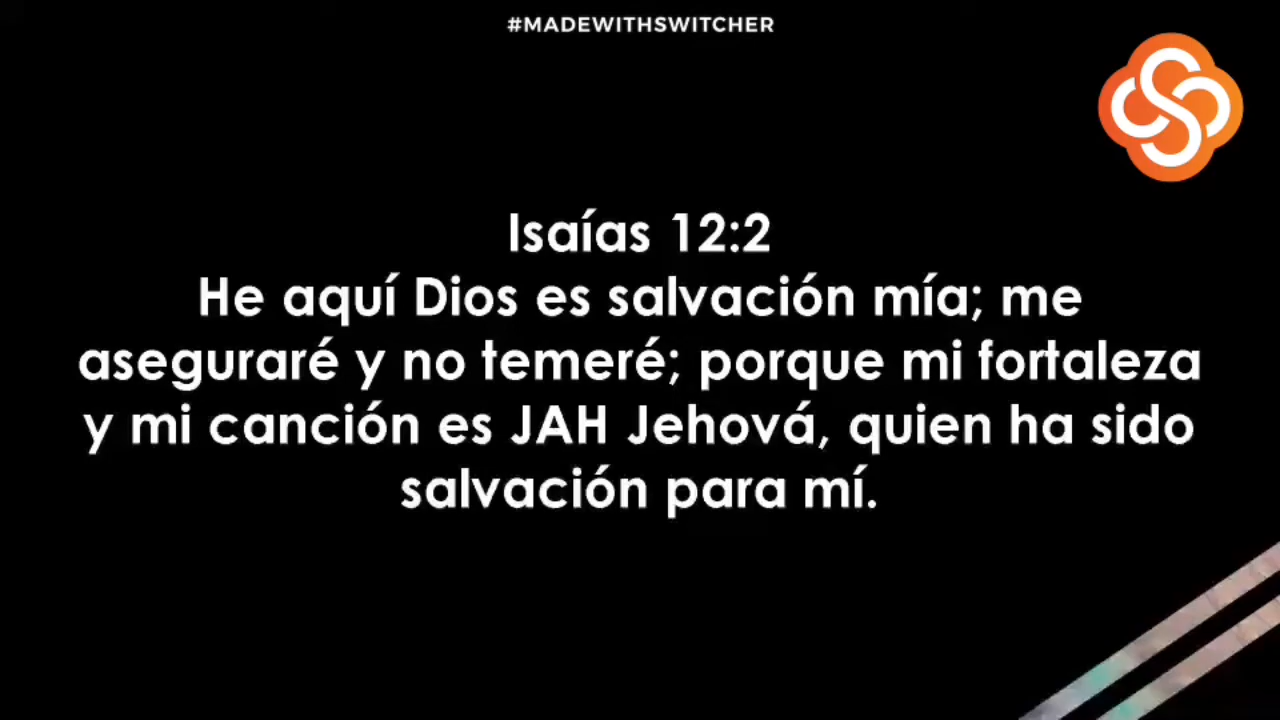 #MADEWITHSWITCHER
Isaías 12:2
He aquí Dios es salvación mía; me
aseguraré y no temeré; porque mi fortaleza
y mi canción es JAH Jehová, quien ha sido
salvación para mí.